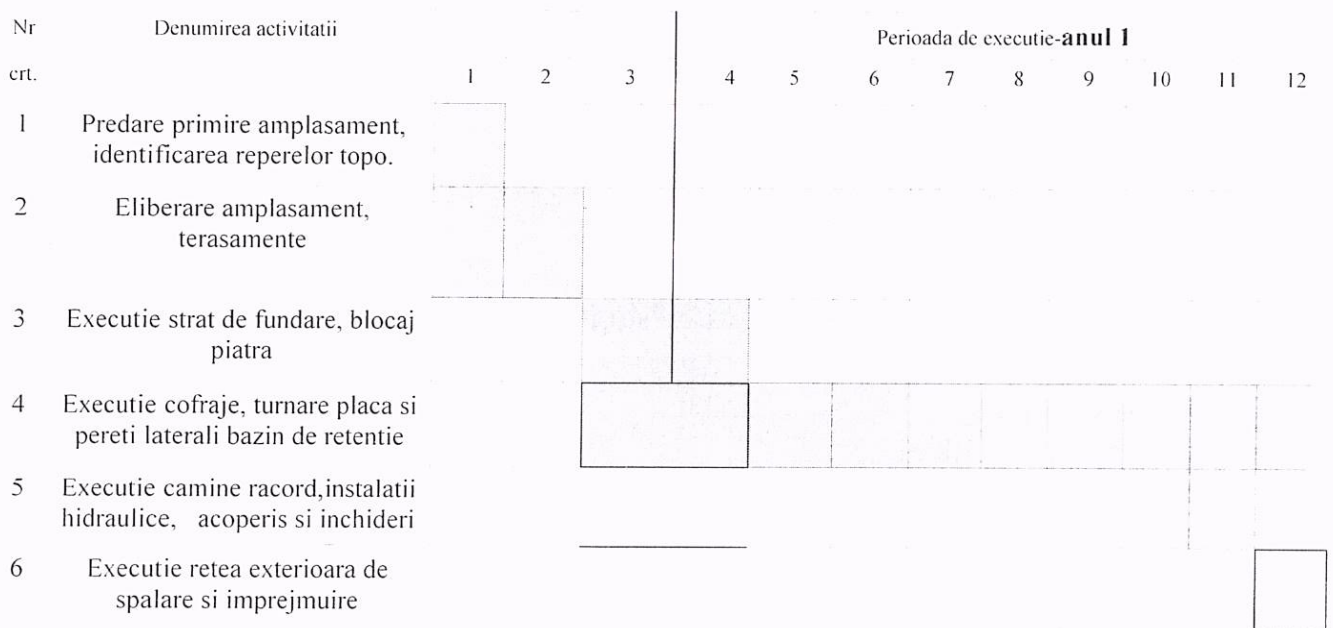 Nr Denumirea activitatii Perioada de executie-anul 1
crt. 1 2 3 4 5 6 7 8 9 10 11 12
1 Predare primire amplasament,
identificarea reperelor topo.
2 Eliberare amplasament,
terasamente
3 Executie strat de fundare, blocaj
piatra
4 Executie cofraje, turnare placa si
pereti laterali bazin de retentie
5 Executie camine racord,instalatii
hidraulice, acoperis si inchideri
6 Executie retea exterioara de
spalare si imprejmuire